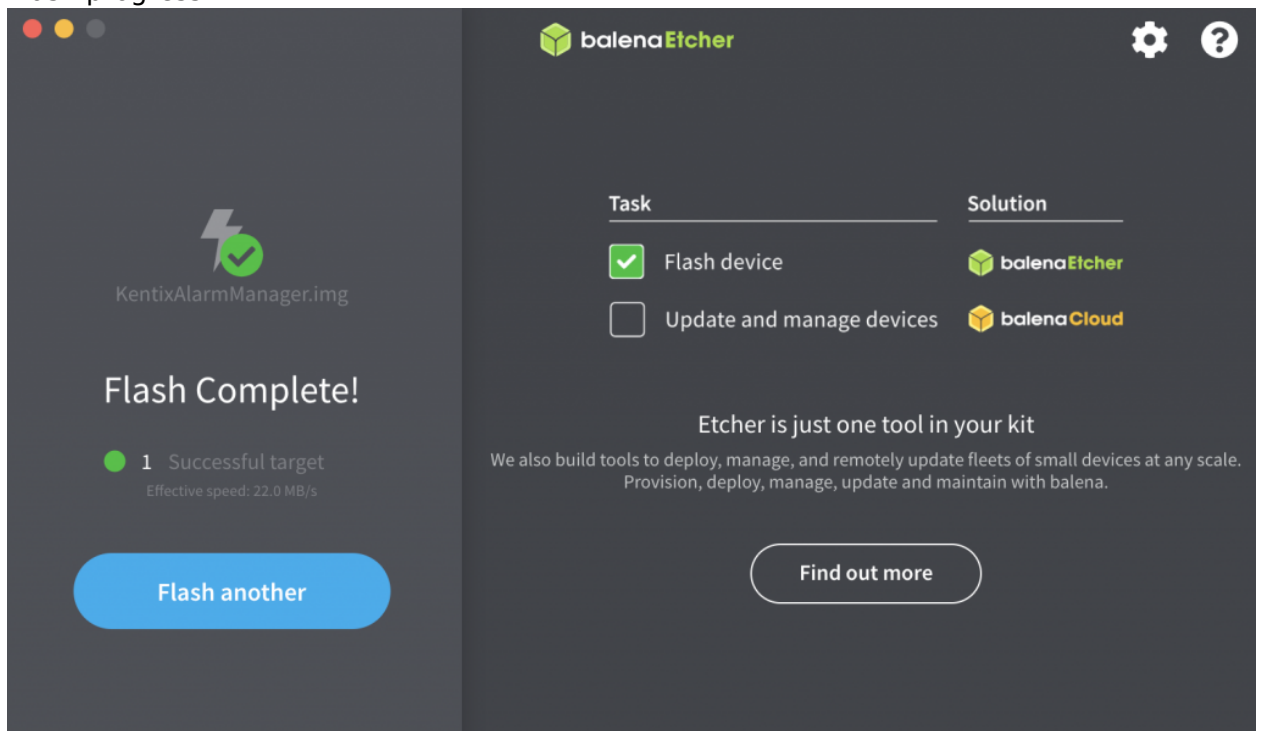 balenaEtcher
Task Solution
Flash device balenaEtcher
Update and manage devices balenaCloud
KentixAlarmManager.img
Flash Complete!
1 Successful target
Effective speed: 22.0 MB/s
Flash another
Etcher is just one tool in your kit
We also build tools to deploy, manage, and remotely update fleets of small devices at any scale.
Provision, deploy, manage, update and maintain with balena.
Find out more